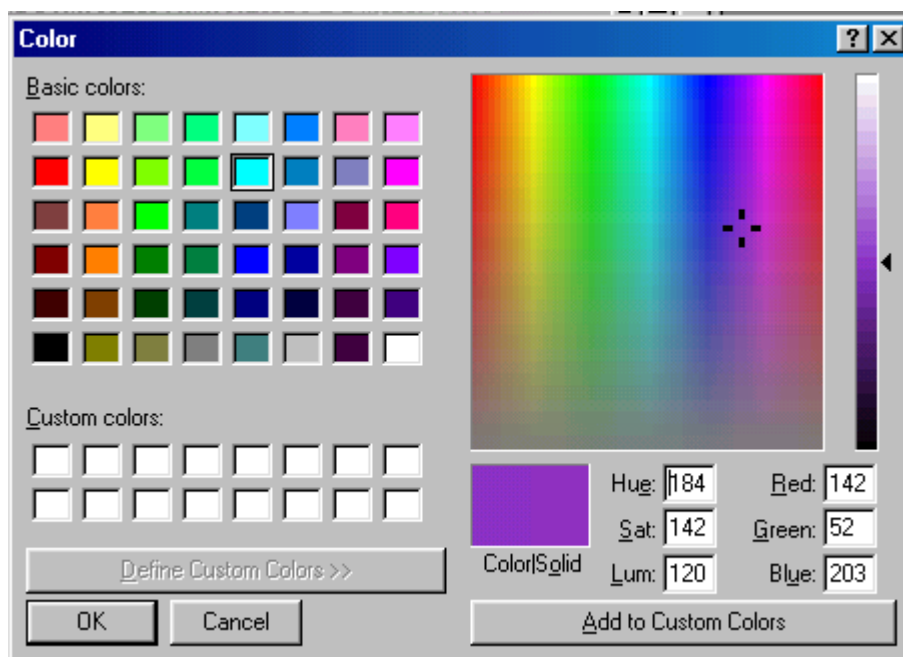 Color
Basic colors:
Custom colors:
Define Custom Colors >>
OK Cancel
Color|Solid
Hue: 184 Red: 142
Sat: 142 Green: 52
Lum: 120 Blue: 203
Add to Custom Colors